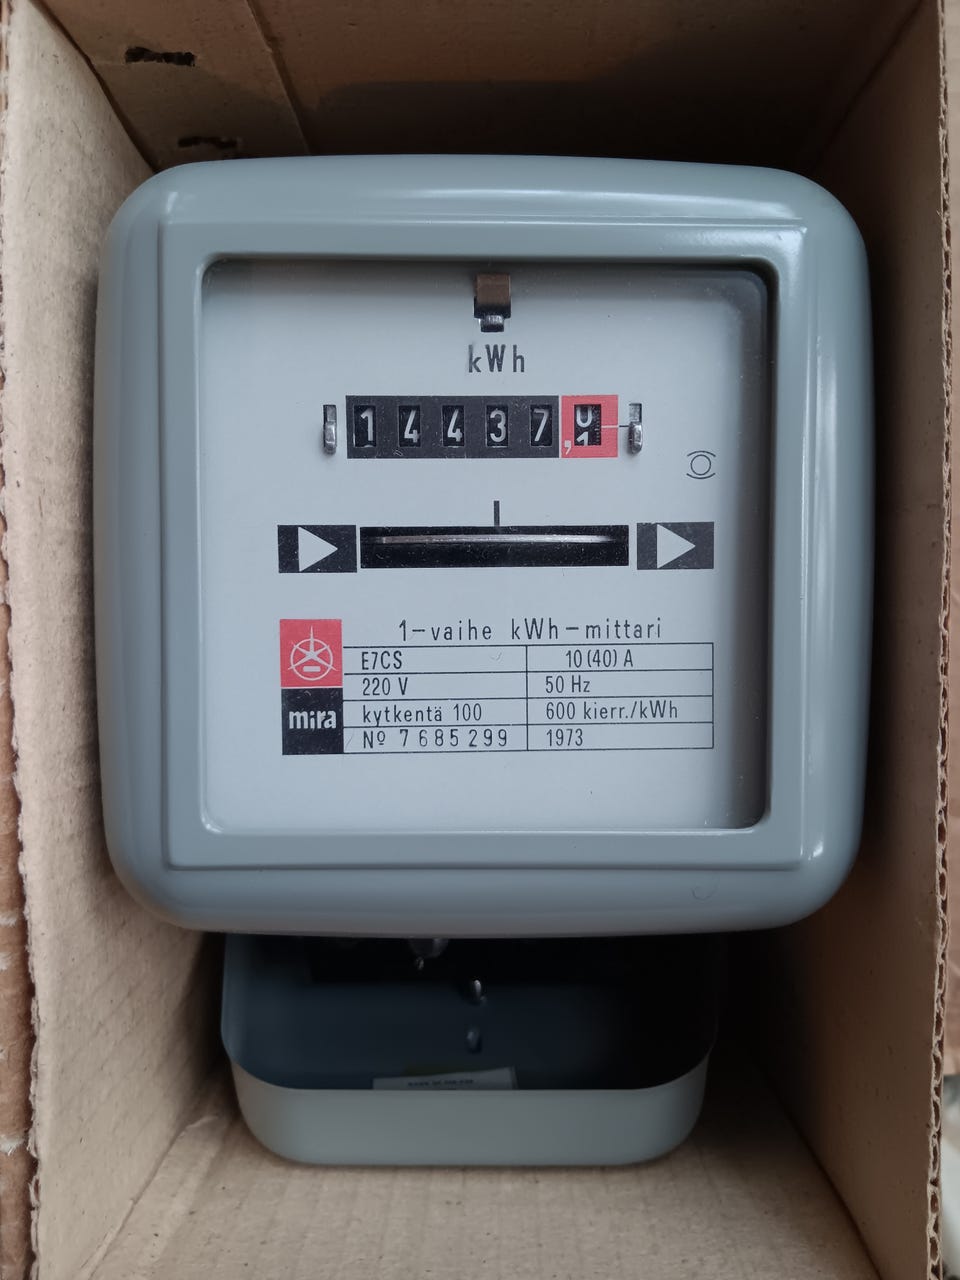 kWh
14437,0
1
1-vaihe kWh-mittari
E7CS 10(40)A
220 V 50 Hz
mira
kytkentä 100 600 kierr./kWh
Nº 7685299 1973